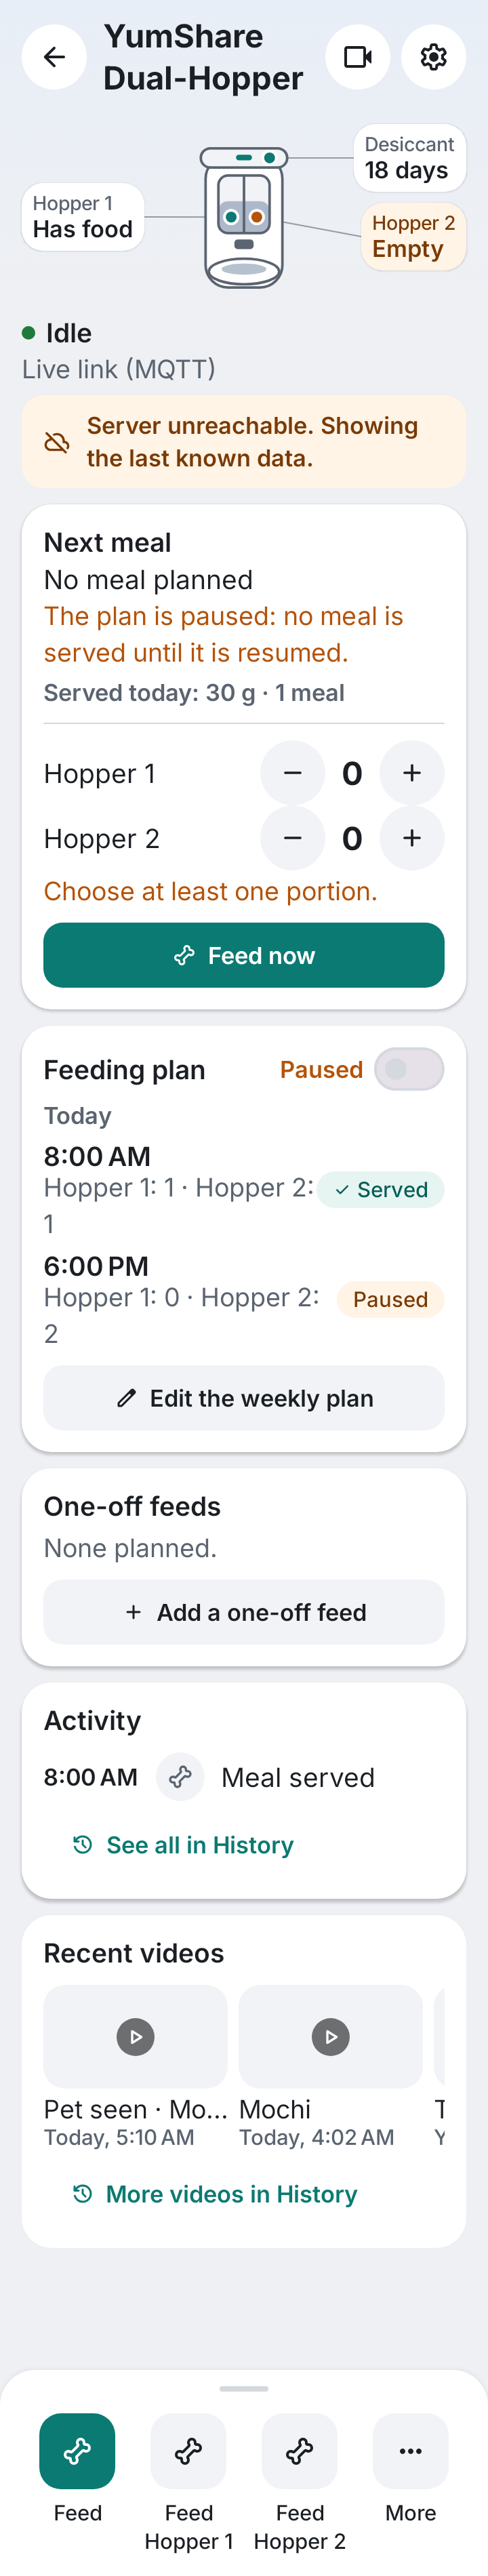 YumShare
Dual-Hopper
Desiccant
18 days
Hopper 1
Has food
Hopper 2
Empty
Idle
Live link (MQTT)
Server unreachable. Showing
the last known data.
Next meal
No meal planned
The plan is paused: no meal is
served until it is resumed.
Served today: 30 g · 1 meal
Hopper 1
− 0 +
Hopper 2
− 0 +
Choose at least one portion.
Feed now
Feeding plan
Paused
Today
8:00 AM
Hopper 1: 1 · Hopper 2:
1
Served
6:00 PM
Hopper 1: 0 · Hopper 2:
2
Paused
Edit the weekly plan
One-off feeds
None planned.
+ Add a one-off feed
Activity
8:00 AM
Meal served
See all in History
Recent videos
Pet seen · Mo...
Today, 5:10 AM
Mochi
Today, 4:02 AM
T
Y
More videos in History
Feed
Feed
Hopper 1
Feed
Hopper 2
More